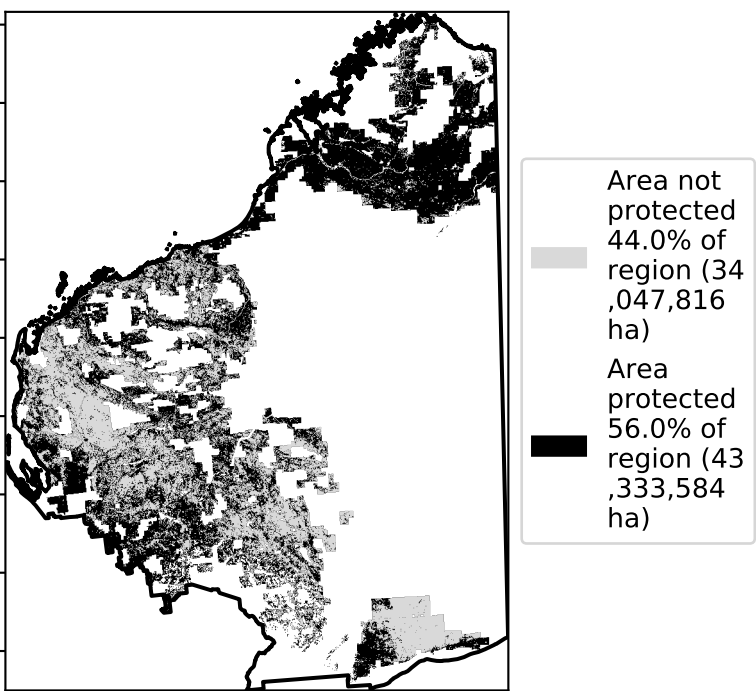 Area not
protected
44.0% of
region (34
,047,816
ha)
Area
protected
56.0% of
region (43
,333,584
ha)